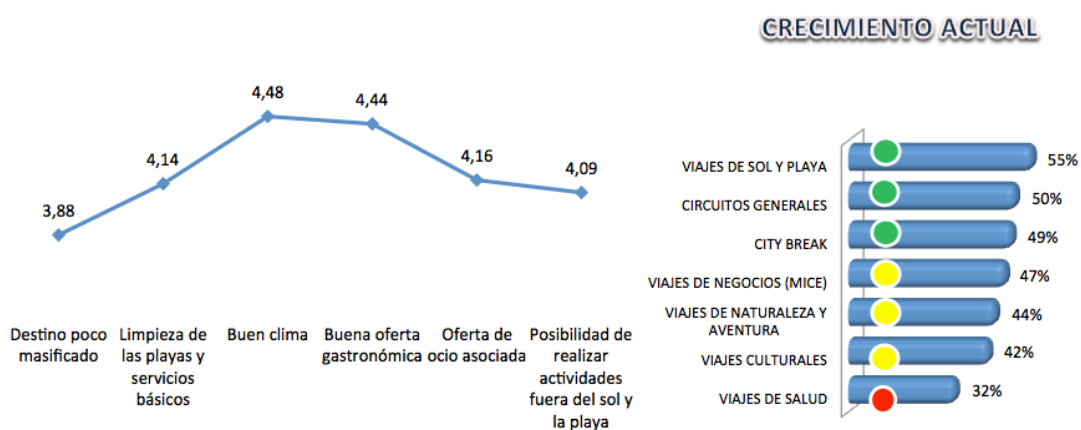 CRECIMIENTO ACTUAL
3,88
4,14
4,48
4,44
4,16
4,09
Destino poco
masificado
Limpieza de
las playas y
servicios
básicos
Buen clima
Buena oferta
gastronómica
Oferta de
ocio asociada
Posibilidad de
realizar
actividades
fuera del sol y
la playa
VIAJES DE SOL Y PLAYA 55%
CIRCUITOS GENERALES 50%
CITY BREAK 49%
VIAJES DE NEGOCIOS (MICE) 47%
VIAJES DE NATURALEZA Y
AVENTURA 44%
VIAJES CULTURALES 42%
VIAJES DE SALUD 32%